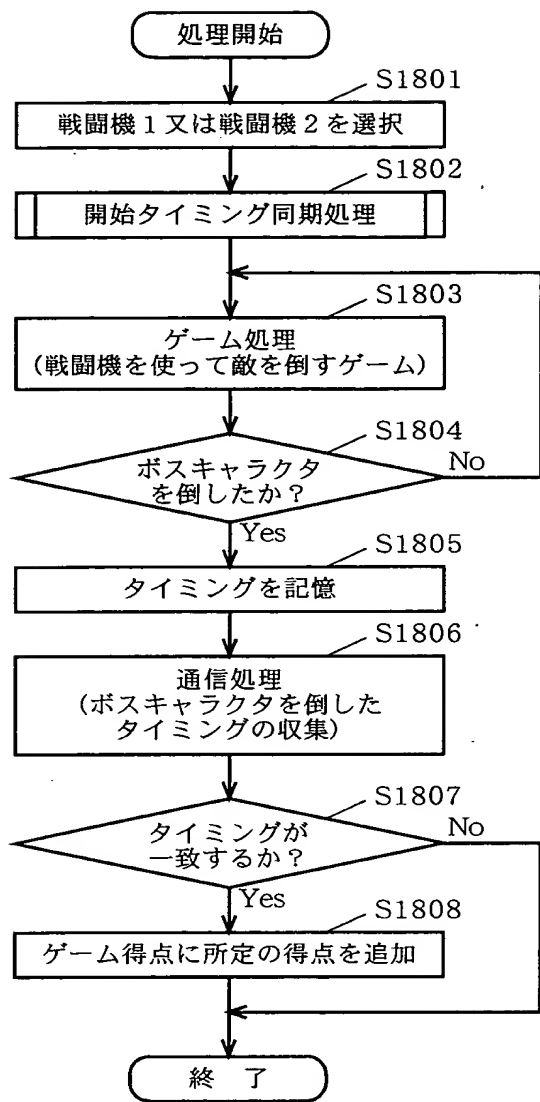 処理開始
S1801
戦闘機1又は戦闘機2を選択
S1802
開始タイミング同期処理
S1803
ゲーム処理
(戦闘機を使って敵を倒すゲーム)
S1804
ボスキャラクタ
を倒したか?
No
Yes
S1805
タイミングを記憶
S1806
通信処理
(ボスキャラクタを倒した
タイミングの収集)
S1807
タイミングが
一致するか?
No
Yes
S1808
ゲーム得点に所定の得点を追加
終 了